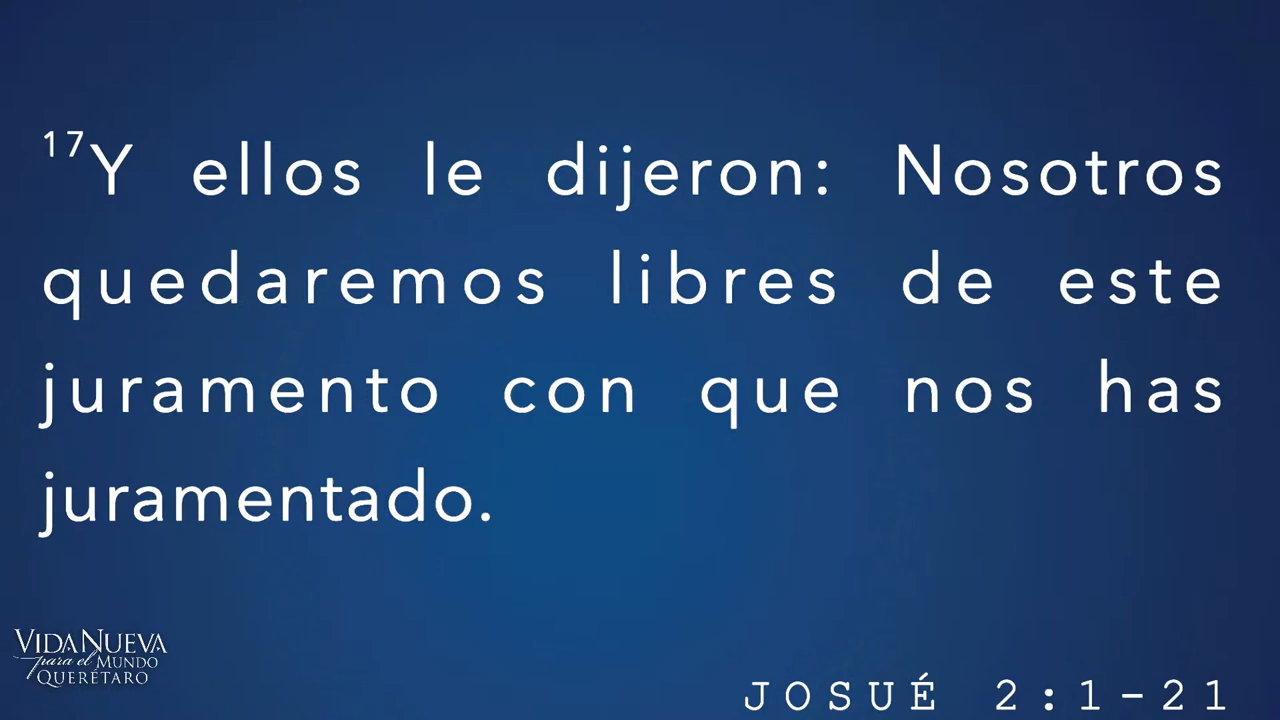 ¹⁷Y ellos le dijeron: Nosotros
quedaremos libres de este
juramento con que nos has
juramentado.
VIDA NUEVA
para el MUNDO
QUERÉTARO
JOSUÉ 2:1-21